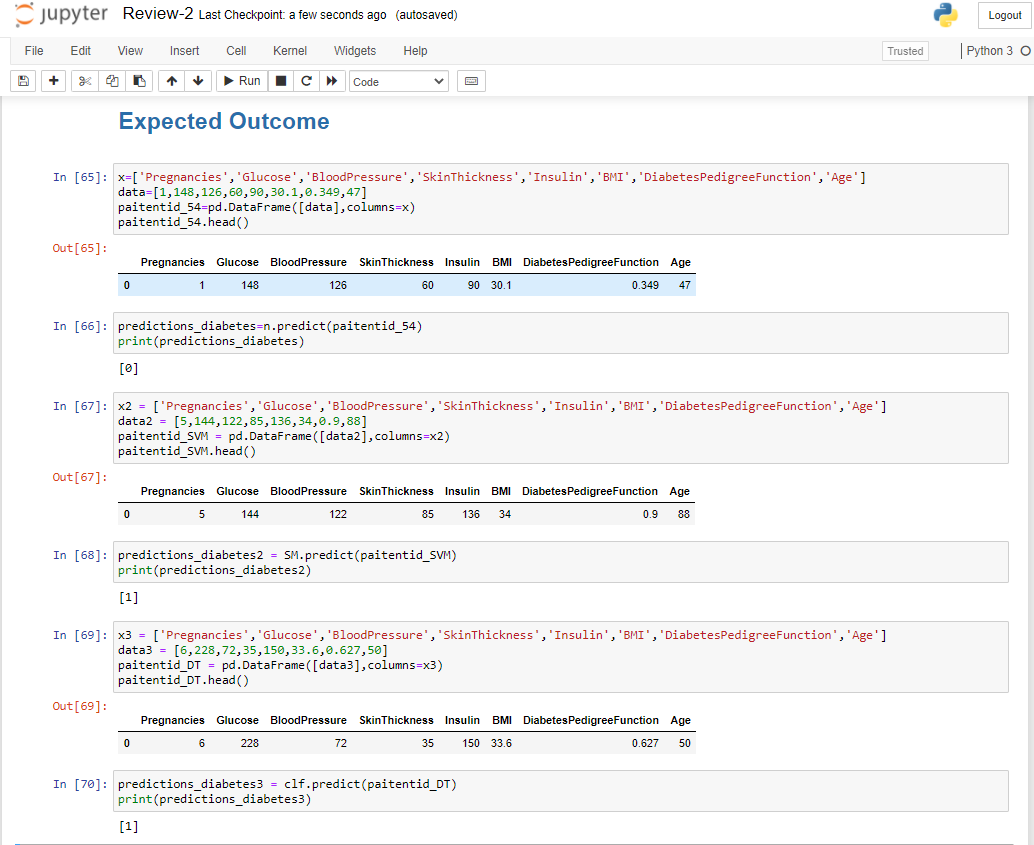 jupyter Review-2 Last Checkpoint: a few seconds ago (autosaved) Logout
File Edit View Insert Cell Kernel Widgets Help Trusted Python 3
Run Code
Expected Outcome
In [65]: x=['Pregnancies','Glucose','BloodPressure','SkinThickness','Insulin','BMI','DiabetesPedigreeFunction','Age']
data=[1,148,126,60,90,30.1,0.349,47]
paitentid_54=pd.DataFrame([data],columns=x)
paitentid_54.head()
Out[65]:
Pregnancies Glucose BloodPressure SkinThickness Insulin BMI DiabetesPedigreeFunction Age
0 1 148 126 60 90 30.1 0.349 47
In [66]: predictions_diabetes=n.predict(paitentid_54)
print(predictions_diabetes)
[0]
In [67]: x2 = ['Pregnancies','Glucose','BloodPressure','SkinThickness','Insulin','BMI','DiabetesPedigreeFunction','Age']
data2 = [5,144,122,85,136,34,0.9,88]
paitentid_SVM = pd.DataFrame([data2],columns=x2)
paitentid_SVM.head()
Out[67]:
Pregnancies Glucose BloodPressure SkinThickness Insulin BMI DiabetesPedigreeFunction Age
0 5 144 122 85 136 34 0.9 88
In [68]: predictions_diabetes2 = SM.predict(paitentid_SVM)
print(predictions_diabetes2)
[1]
In [69]: x3 = ['Pregnancies','Glucose','BloodPressure','SkinThickness','Insulin','BMI','DiabetesPedigreeFunction','Age']
data3 = [6,228,72,35,150,33.6,0.627,50]
paitentid_DT = pd.DataFrame([data3],columns=x3)
paitentid_DT.head()
Out[69]:
Pregnancies Glucose BloodPressure SkinThickness Insulin BMI DiabetesPedigreeFunction Age
0 6 228 72 35 150 33.6 0.627 50
In [70]: predictions_diabetes3 = clf.predict(paitentid_DT)
print(predictions_diabetes3)
[1]